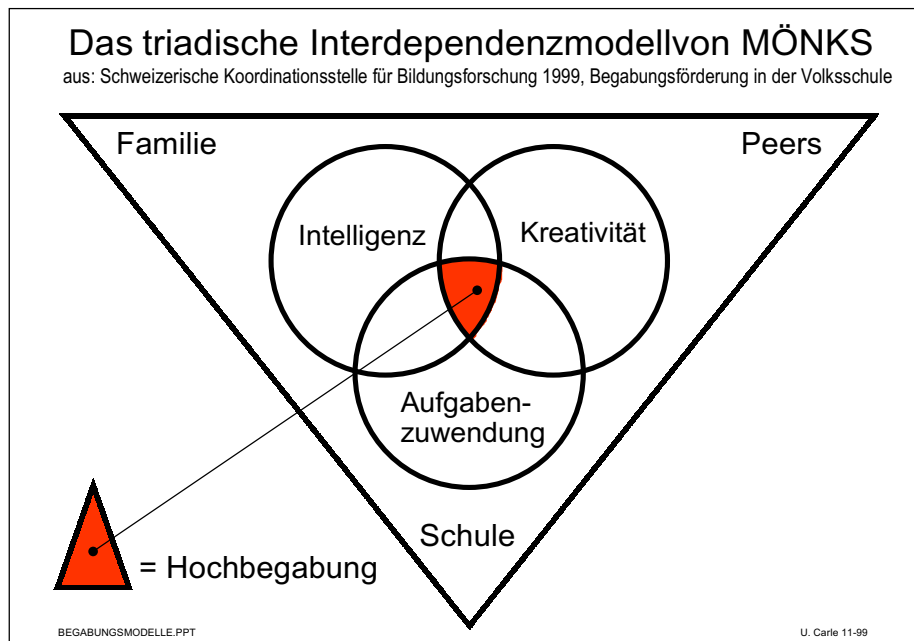 Das triadische Interdependenzmodellvon MÖNKS
aus: Schweizerische Koordinationsstelle für Bildungsforschung 1999, Begabungsförderung in der Volksschule
Familie
Peers
Intelligenz
Kreativität
Aufgaben-
zuwendung
Schule
= Hochbegabung
BEGABUNGSMODELLE.PPT
U. Carle 11-99